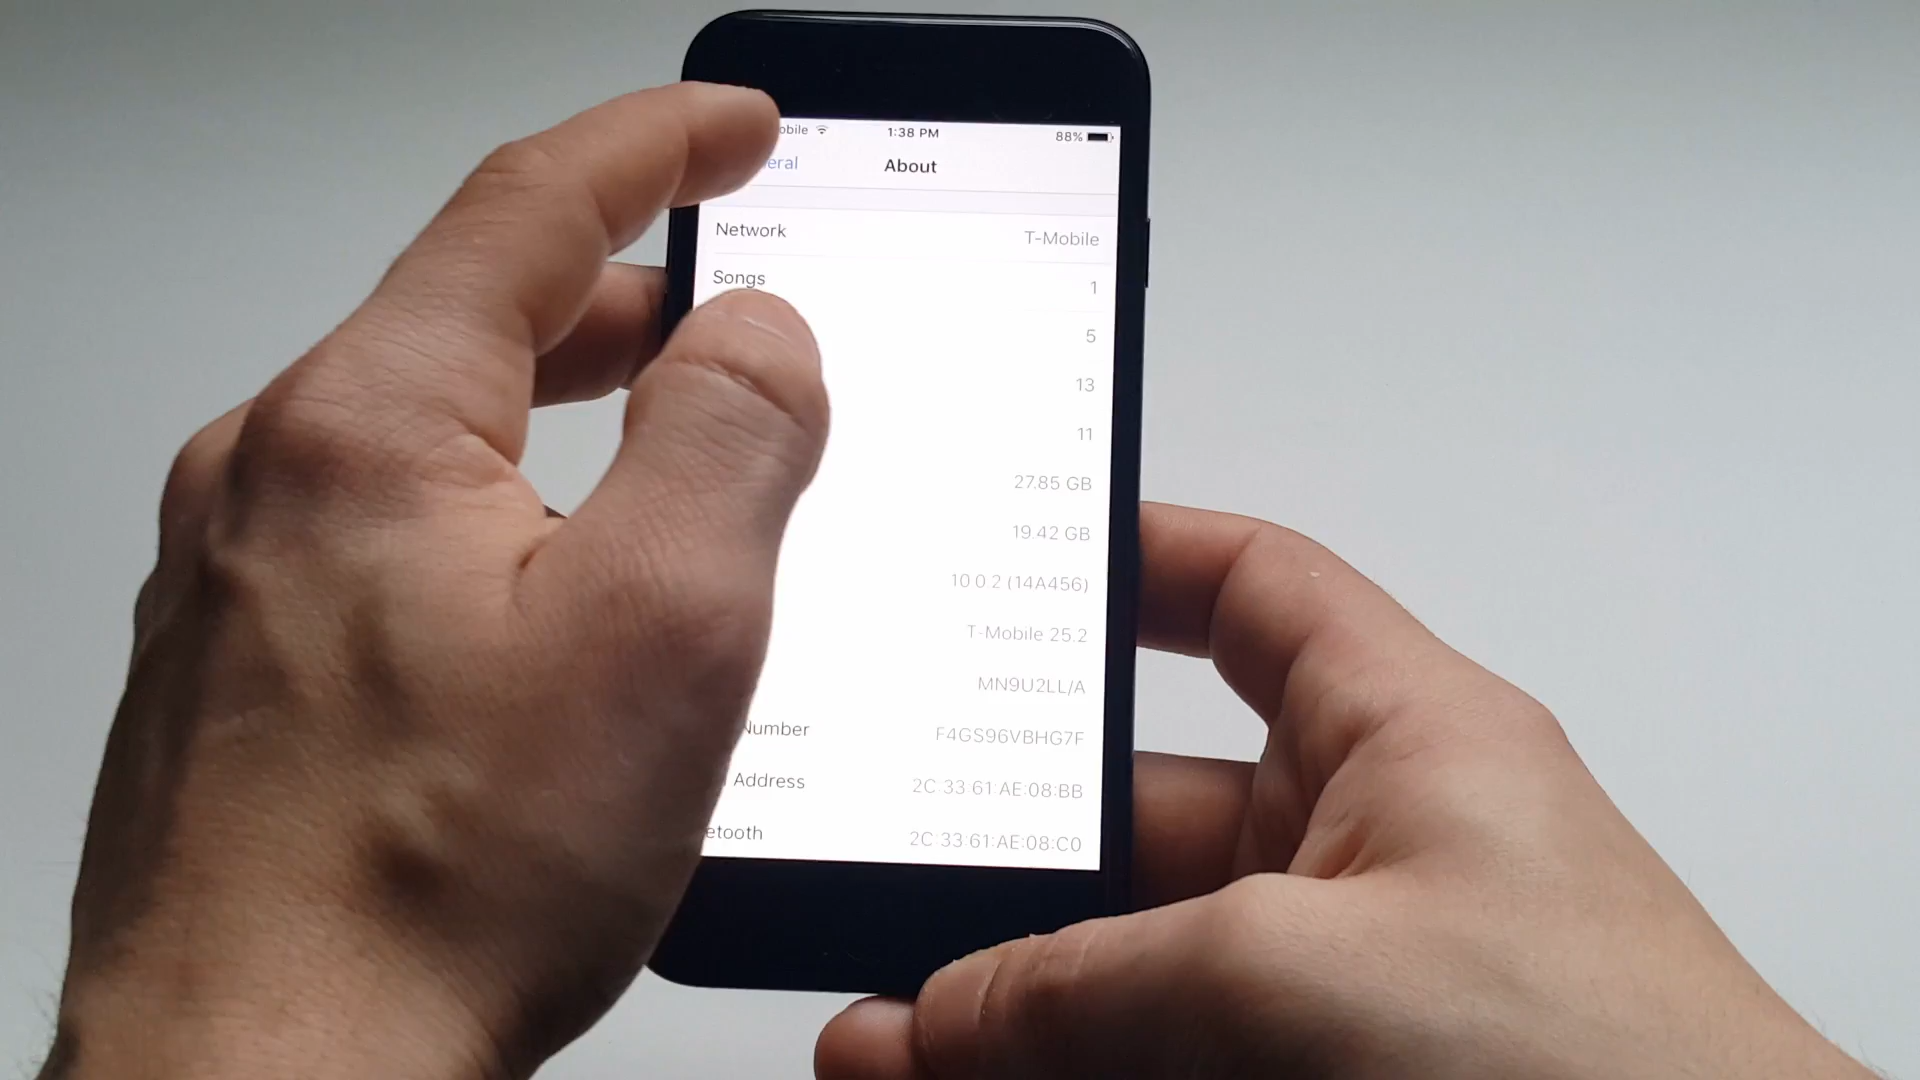 obile 1:38 PM 88%
eral About
Network T-Mobile
Songs 1
5
13
11
27.85 GB
19.42 GB
10.0.2 (14A456)
T-Mobile 25.2
MN9U2LL/A
Number F4GS96VBHG7F
Address 2C:33:61:AE:08:BB
etooth 2C:33:61:AE:08:C0